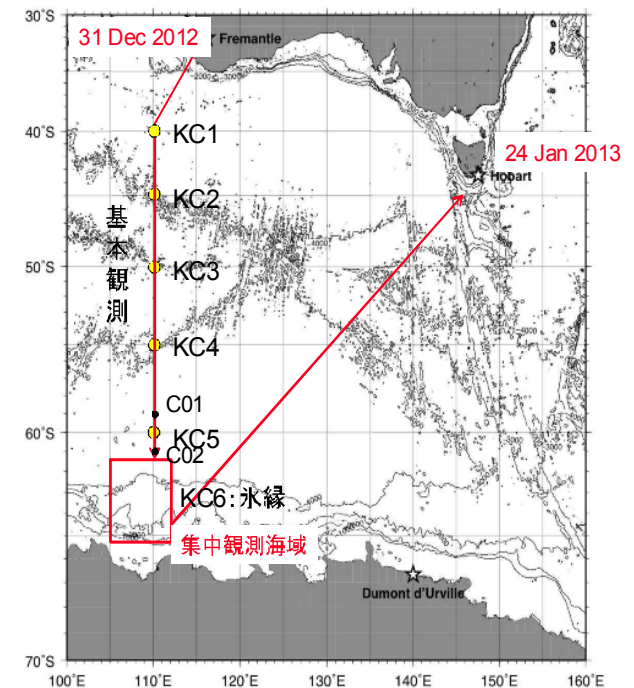 30°S
31 Dec 2012
Fremantle
40°S
KC1
24 Jan 2013
Hobart
KC2
基本観測
50°S
KC3
KC4
C01
60°S
KC5
C02
KC6:氷縁
集中観測海域
Dumont d'Urville
70°S
100°E
110°E
120°E
130°E
140°E
150°E
160°E